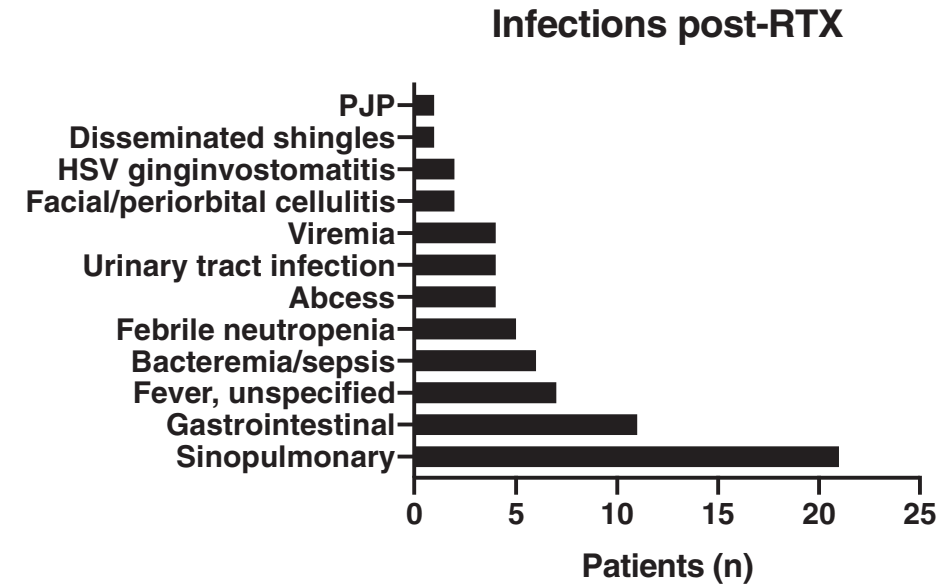 Infections post-RTX
PJP
Disseminated shingles
HSV ginginvostomatitis
Facial/periorbital cellulitis
Viremia
Urinary tract infection
Abcess
Febrile neutropenia
Bacteremia/sepsis
Fever, unspecified
Gastrointestinal
Sinopulmonary
0 5 10 15 20 25
Patients (n)